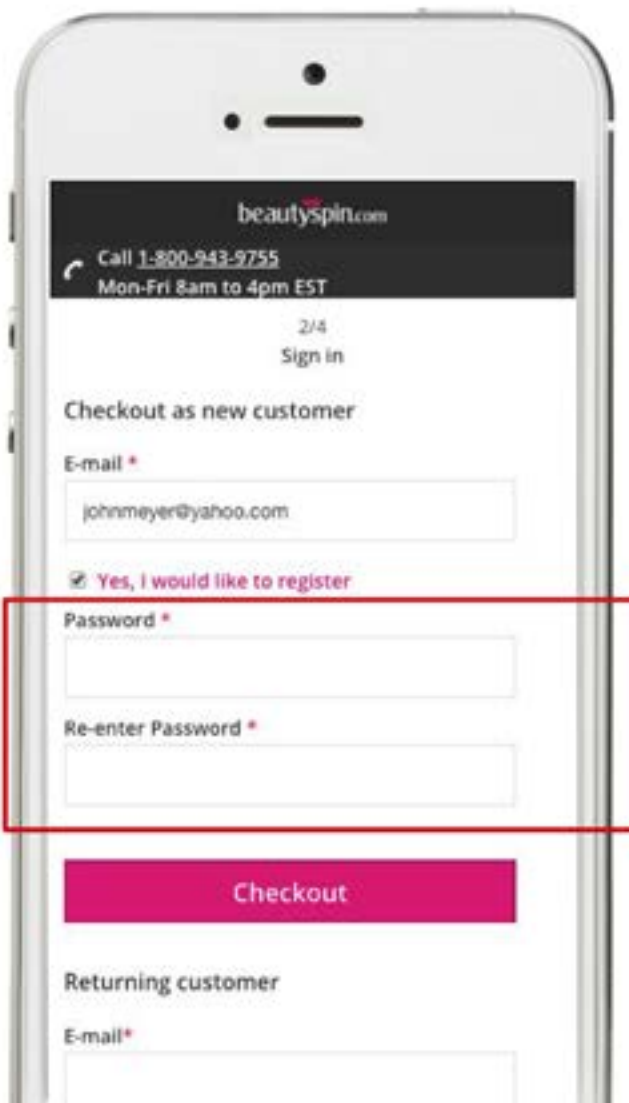 beautyspin.com
Call 1-800-943-9755
Mon-Fri 8am to 4pm EST
2/4
Sign in
Checkout as new customer
E-mail *
johnmeyer@yahoo.com
Yes, I would like to register
Password *
Re-enter Password *
Checkout
Returning customer
E-mail*